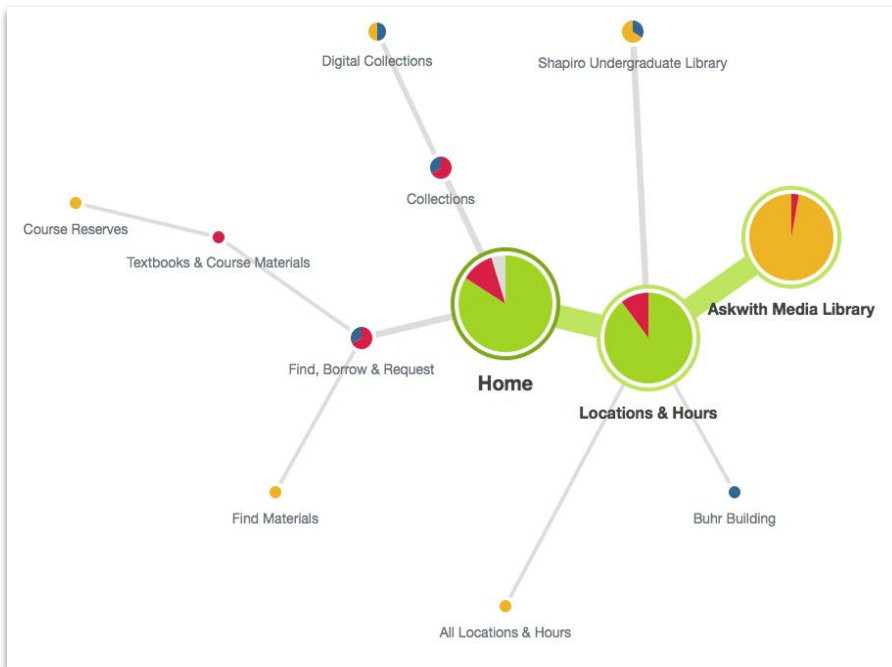 Digital Collections
Shapiro Undergraduate Library
Collections
Course Reserves
Textbooks & Course Materials
Askwith Media Library
Find, Borrow & Request
Home
Locations & Hours
Find Materials
Buhr Building
All Locations & Hours